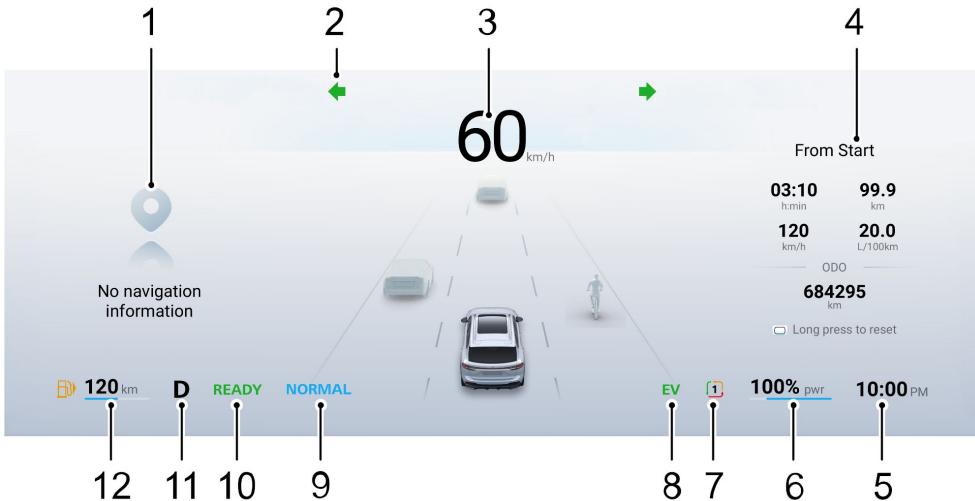 1 2 3 4
60 km/h
From Start
03:10 99.9
h:min km
120 20.0
km/h L/100km
ODO
684295
km
Long press to reset
No navigation
information
120 km D READY NORMAL EV 1 100% pwr 10:00 PM
12 11 10 9 8 7 6 5